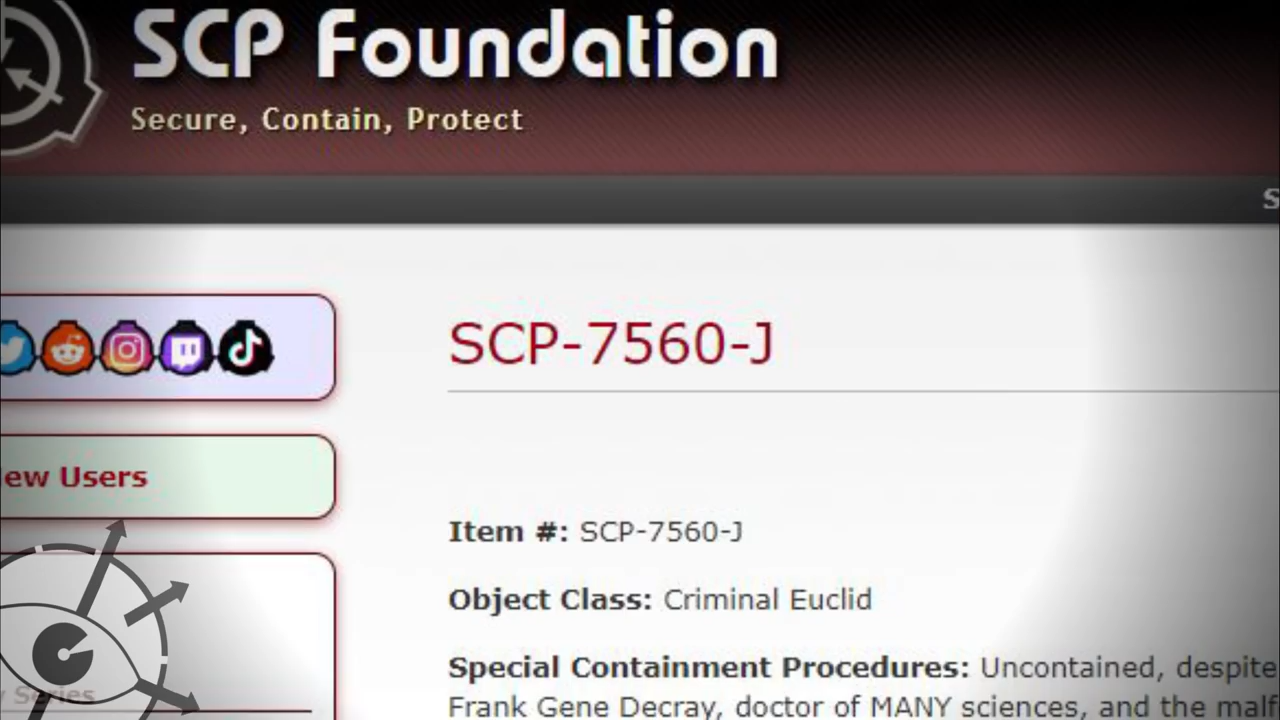 SCP Foundation
Secure, Contain, Protect
S
SCP-7560-J
ew Users
Item #: SCP-7560-J
Object Class: Criminal Euclid
Special Containment Procedures: Uncontained, despite
Frank Gene Decray, doctor of MANY sciences, and the malf
Series